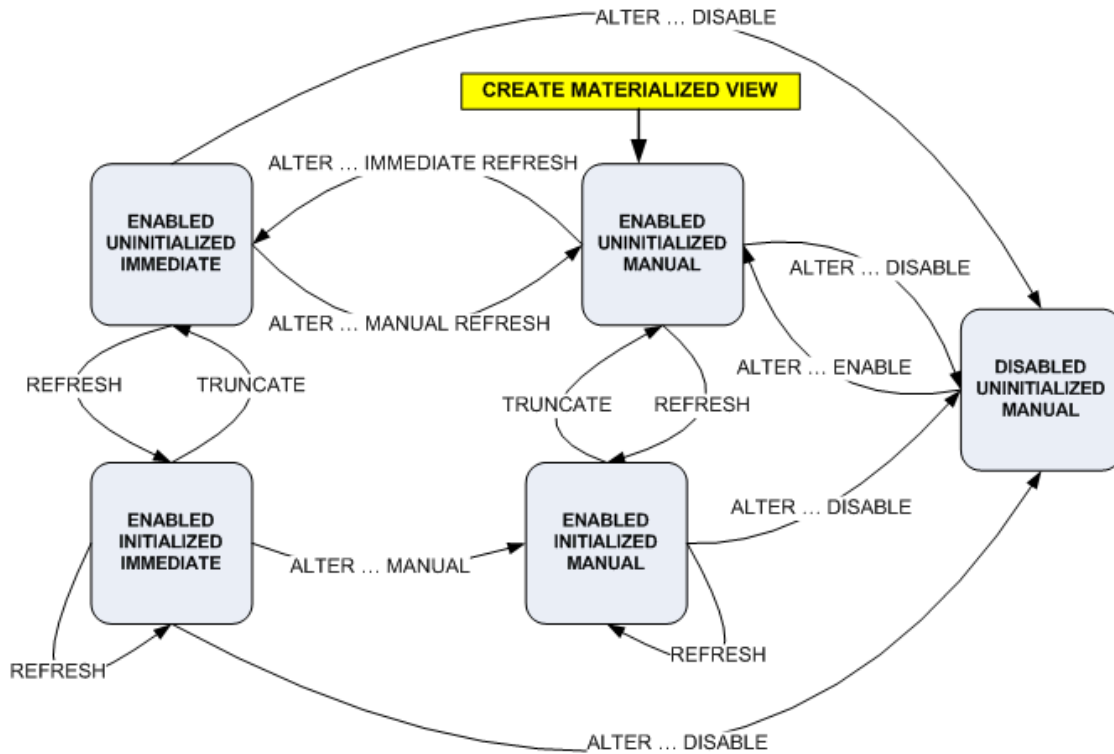 ALTER ... DISABLE
CREATE MATERIALIZED VIEW
ALTER ... IMMEDIATE REFRESH
ENABLED
UNINITIALIZED
IMMEDIATE
ENABLED
UNINITIALIZED
MANUAL
ALTER ... DISABLE
ALTER ... MANUAL REFRESH
ALTER ... ENABLE
DISABLED
UNINITIALIZED
MANUAL
REFRESH
TRUNCATE
TRUNCATE
REFRESH
ENABLED
INITIALIZED
IMMEDIATE
ALTER ... MANUAL
ENABLED
INITIALIZED
MANUAL
ALTER ... DISABLE
REFRESH
REFRESH
ALTER ... DISABLE